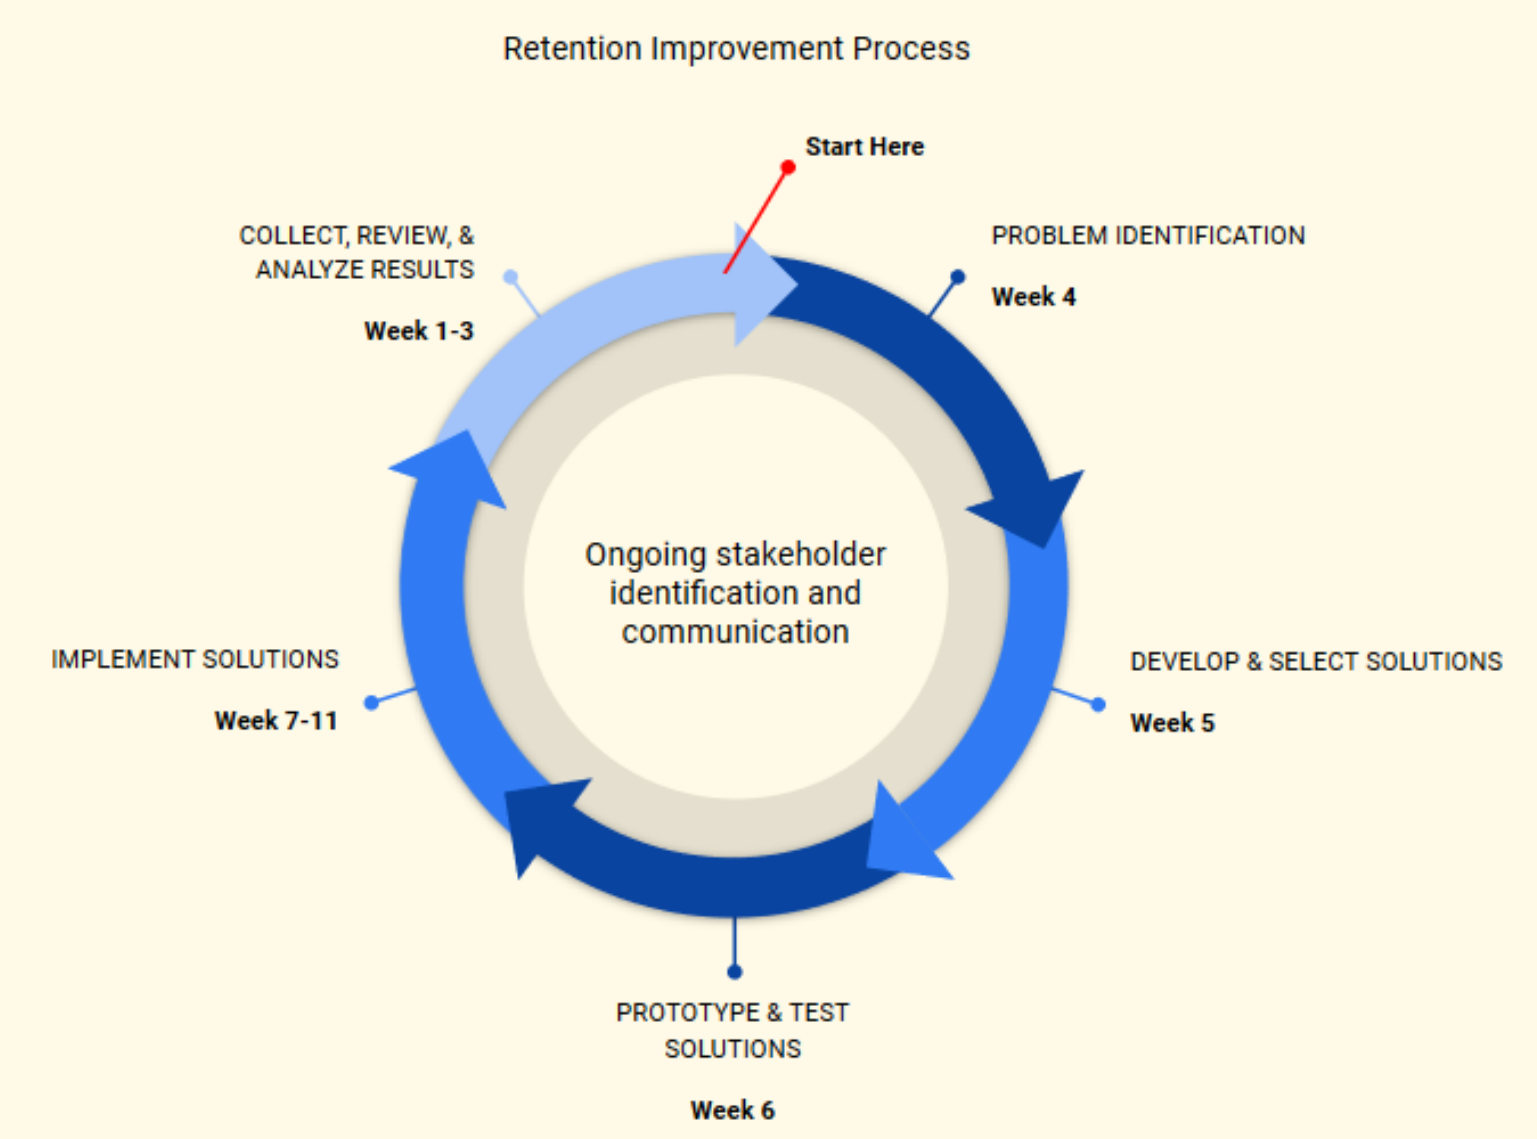 Retention Improvement Process
Start Here
COLLECT, REVIEW, &
ANALYZE RESULTS
Week 1-3
PROBLEM IDENTIFICATION
Week 4
Ongoing stakeholder
identification and
communication
IMPLEMENT SOLUTIONS
Week 7-11
DEVELOP & SELECT SOLUTIONS
Week 5
PROTOTYPE & TEST
SOLUTIONS
Week 6